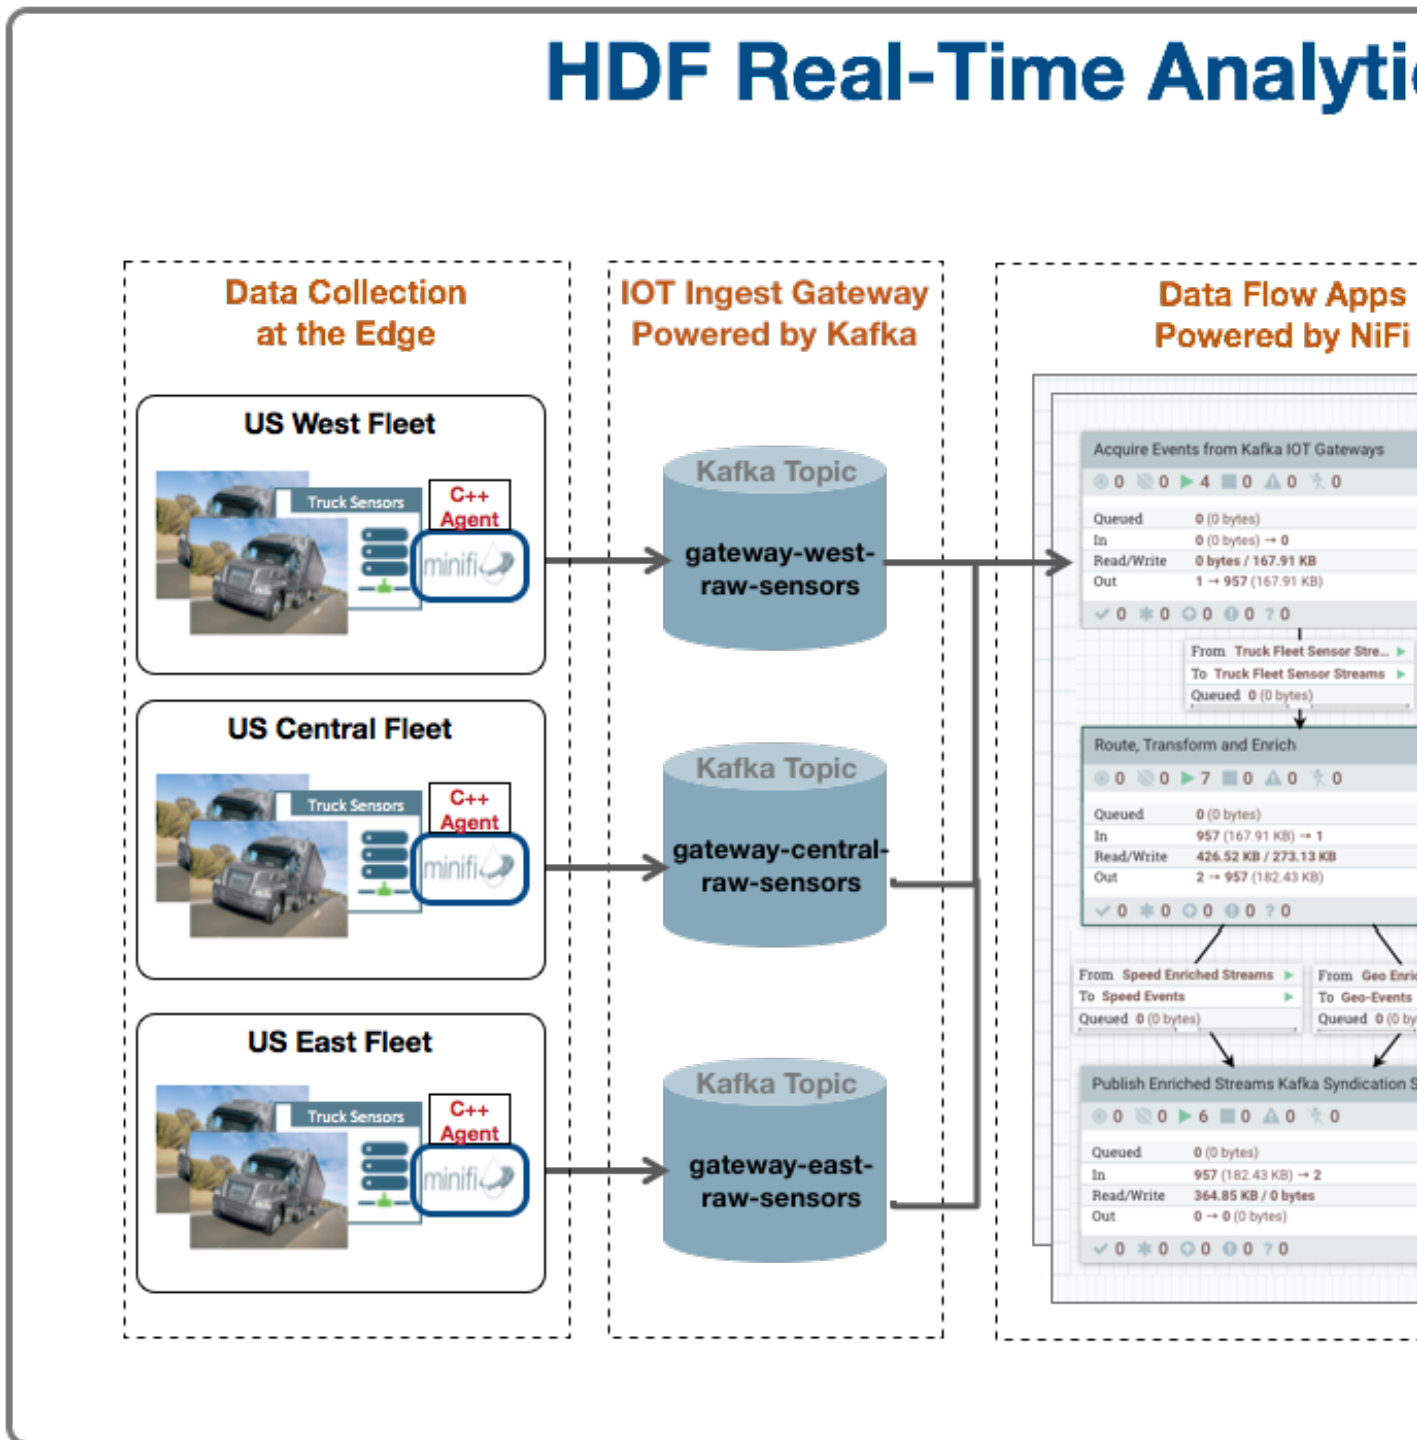 HDF Real-Time Analyti
Data Collection
at the Edge
IOT Ingest Gateway
Powered by Kafka
Data Flow Apps
Powered by NiFi
US West Fleet
Truck Sensors
C++
Agent
minifi
Kafka Topic
gateway-west-
raw-sensors
US Central Fleet
Truck Sensors
C++
Agent
minifi
Kafka Topic
gateway-central-
raw-sensors
US East Fleet
Truck Sensors
C++
Agent
minifi
Kafka Topic
gateway-east-
raw-sensors
Acquire Events from Kafka IOT Gateways
0 0 4 0 0 0
Queued 0 (0 bytes)
In 0 (0 bytes) → 0
Read/Write 0 bytes / 167.91 KB
Out 1 → 957 (167.91 KB)
0 0 0 0 ? 0
From Truck Fleet Sensor Stre...
To Truck Fleet Sensor Streams
Queued 0 (0 bytes)
Route, Transform and Enrich
0 0 7 0 0 0
Queued 0 (0 bytes)
In 957 (167.91 KB) → 1
Read/Write 426.52 KB / 273.13 KB
Out 2 → 957 (182.43 KB)
0 0 0 0 ? 0
From Speed Enriched Streams
To Speed Events
Queued 0 (0 bytes)
From Geo Enric
To Geo-Events
Queued 0 (0 by
Publish Enriched Streams Kafka Syndication S
0 0 6 0 0 0
Queued 0 (0 bytes)
In 957 (182.43 KB) → 2
Read/Write 364.85 KB / 0 bytes
Out 0 → 0 (0 bytes)
0 0 0 0 ? 0